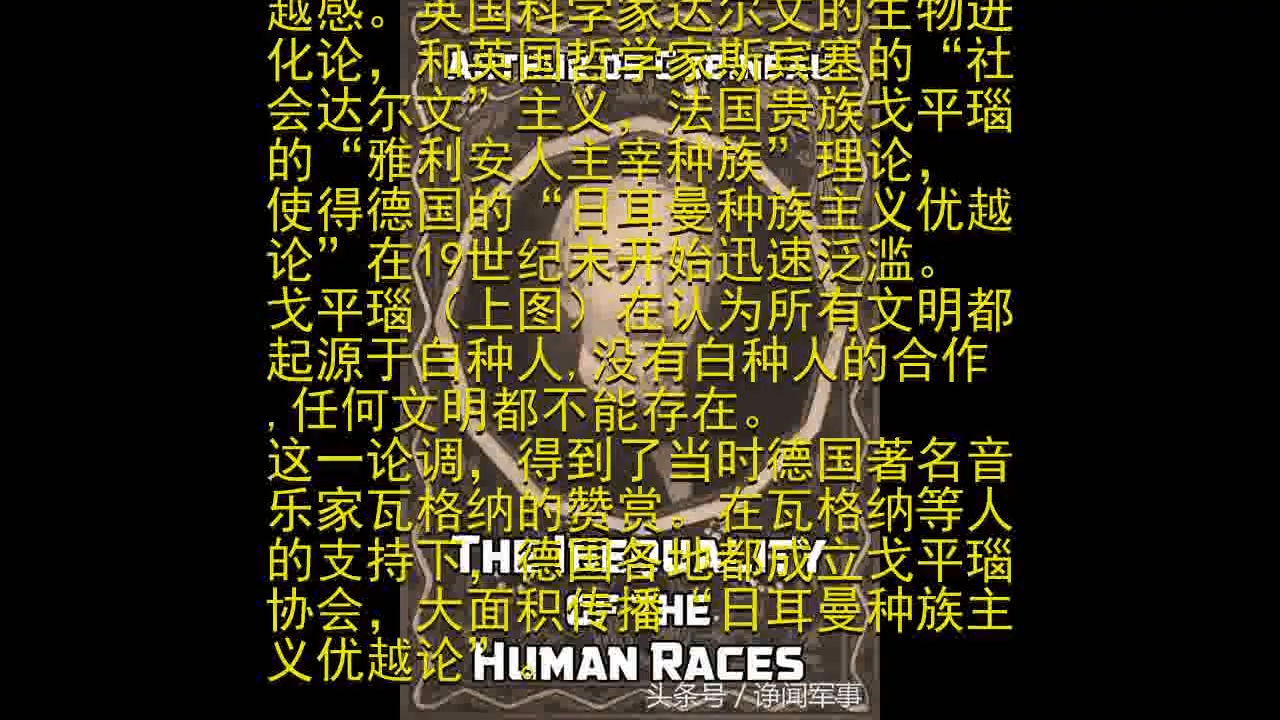 越感。英国科学家达尔文的生物进
化论，和英国哲学家斯宾塞的“社
会达尔文”主义，法国贵族戈平瑙
的“雅利安人主宰种族”理论，
使得德国的“日耳曼种族主义优越
论”在19世纪末开始迅速泛滥。
戈平瑙（上图）在认为所有文明都
起源于白种人,没有白种人的合作
,任何文明都不能存在。
这一论调，得到了当时德国著名音
乐家瓦格纳的赞赏。在瓦格纳等人
的支持下，德国各地都成立戈平瑙
协会，大面积传播“日耳曼种族主
义优越论”。
THE INEQUALITY
OF THE
HUMAN RACES
头条号 / 诤闻军事